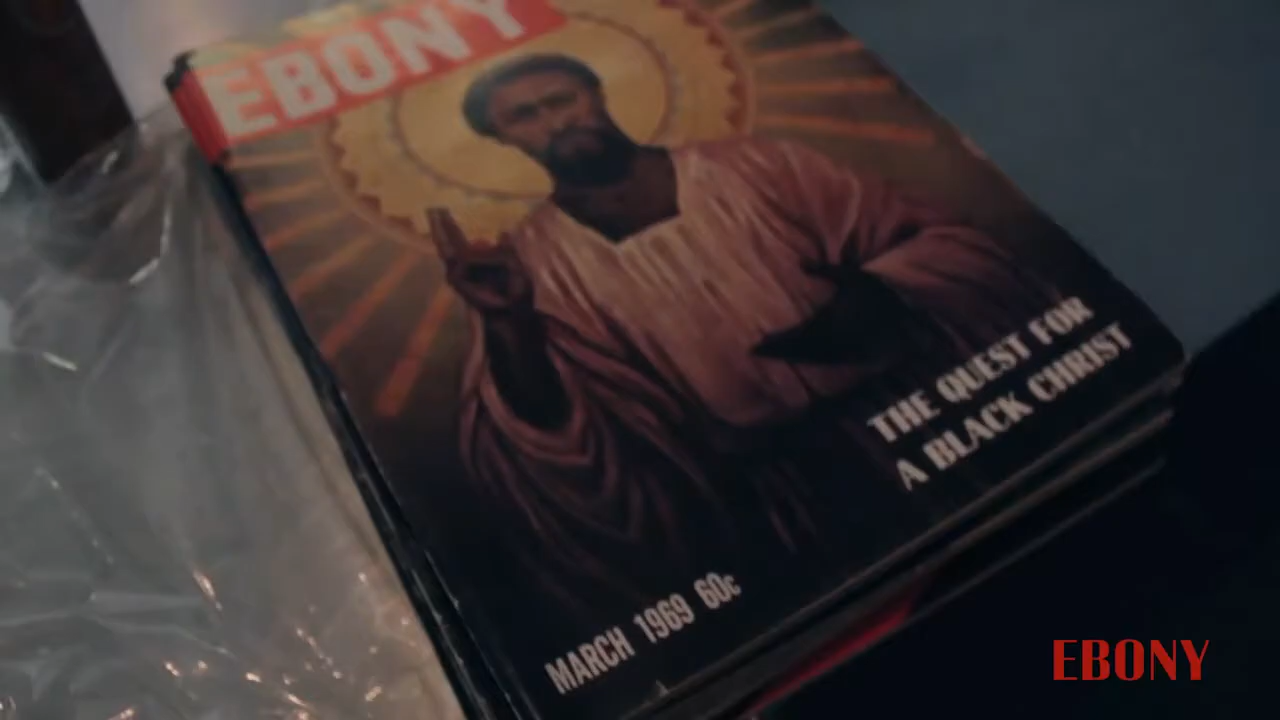 EBONY
THE QUEST FOR
A BLACK CHRIST
MARCH 1969 60c
EBONY